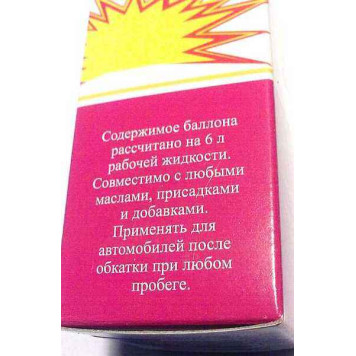 Содержимое баллона
рассчитано на 6 л
рабочей жидкости.
Совместимо с любыми
маслами, присадками
и добавками.
Применять для
автомобилей после
обкатки при любом
пробеге.